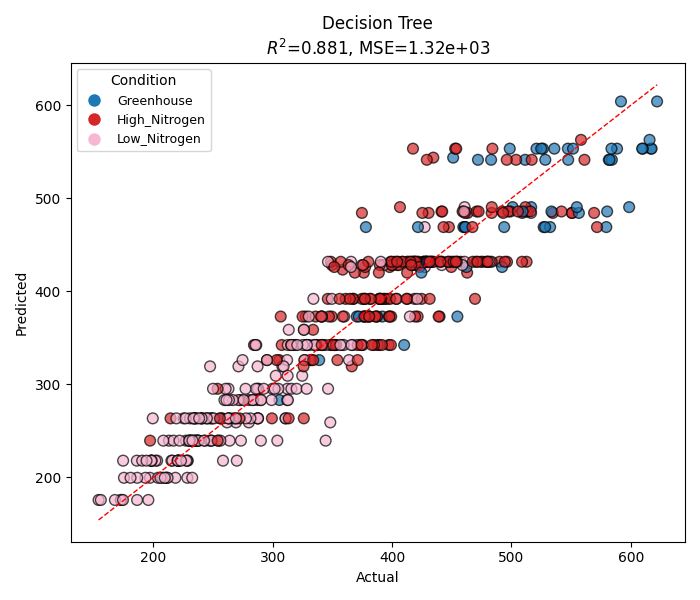 Decision Tree
R²=0.881, MSE=1.32e+03
Condition
Greenhouse
High_Nitrogen
Low_Nitrogen
600
500
400
300
200
Predicted
200 300 400 500 600
Actual